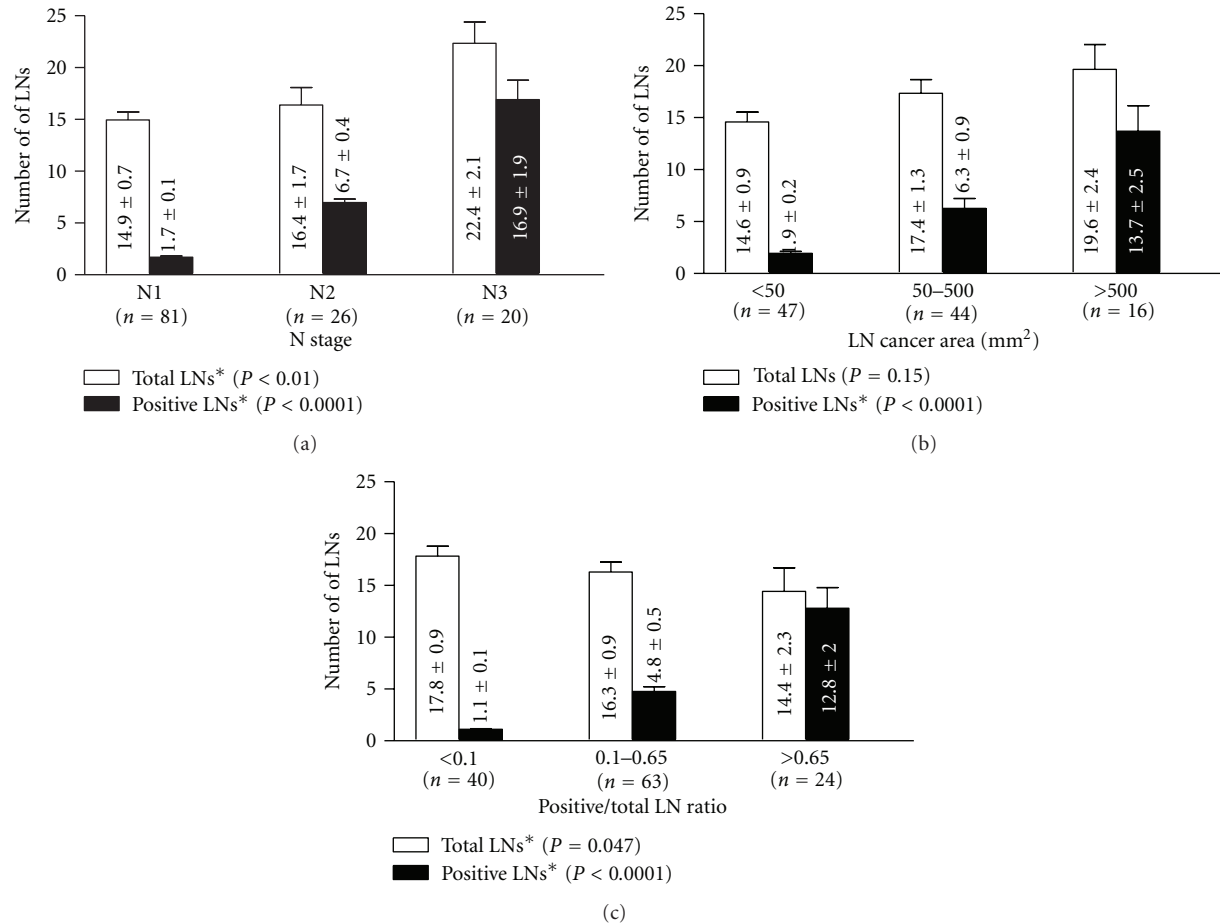 25
20
15
10
5
0
Number of of LNs
14.9 ± 0.7
1.7 ± 0.1
16.4 ± 1.7
6.7 ± 0.4
22.4 ± 2.1
16.9 ± 1.9
N1 N2 N3
(n = 81) (n = 26) (n = 20)
N stage
Total LNs* (P < 0.01)
Positive LNs* (P < 0.0001)
(a)
25
20
15
10
5
0
Number of of LNs
14.6 ± 0.9
.9 ± 0.2
17.4 ± 1.3
6.3 ± 0.9
19.6 ± 2.4
13.7 ± 2.5
<50 50–500 >500
(n = 47) (n = 44) (n = 16)
LN cancer area (mm²)
Total LNs (P = 0.15)
Positive LNs* (P < 0.0001)
(b)
25
20
15
10
5
0
Number of of LNs
17.8 ± 0.9
1.1 ± 0.1
16.3 ± 0.9
4.8 ± 0.5
14.4 ± 2.3
12.8 ± 2
<0.1 0.1–0.65 >0.65
(n = 40) (n = 63) (n = 24)
Positive/total LN ratio
Total LNs* (P = 0.047)
Positive LNs* (P < 0.0001)
(c)